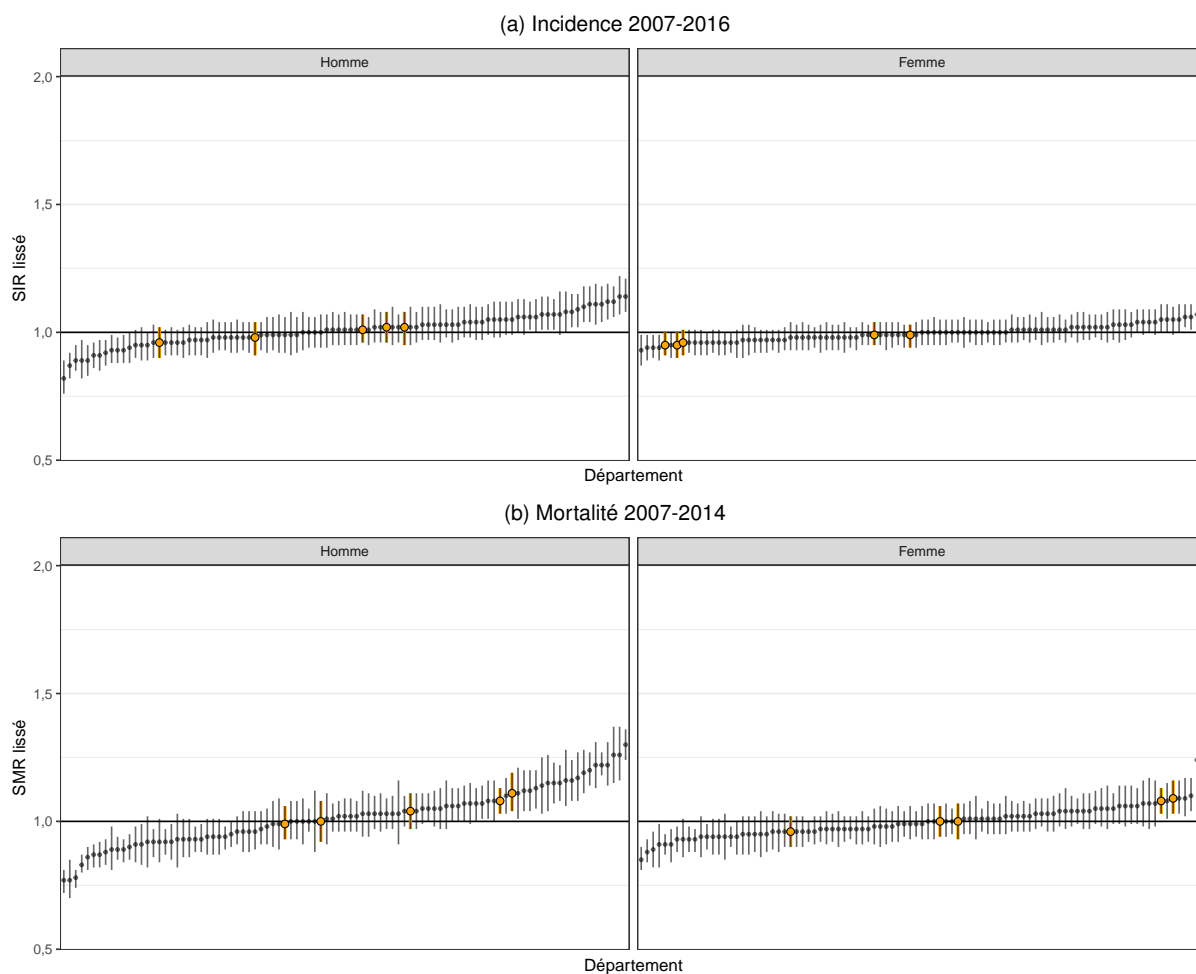 (a) Incidence 2007-2016
Homme
Femme
2,0
1,5
1,0
0,5
SIR lissé
Département
(b) Mortalité 2007-2014
Homme
Femme
2,0
1,5
1,0
0,5
SMR lissé
Département